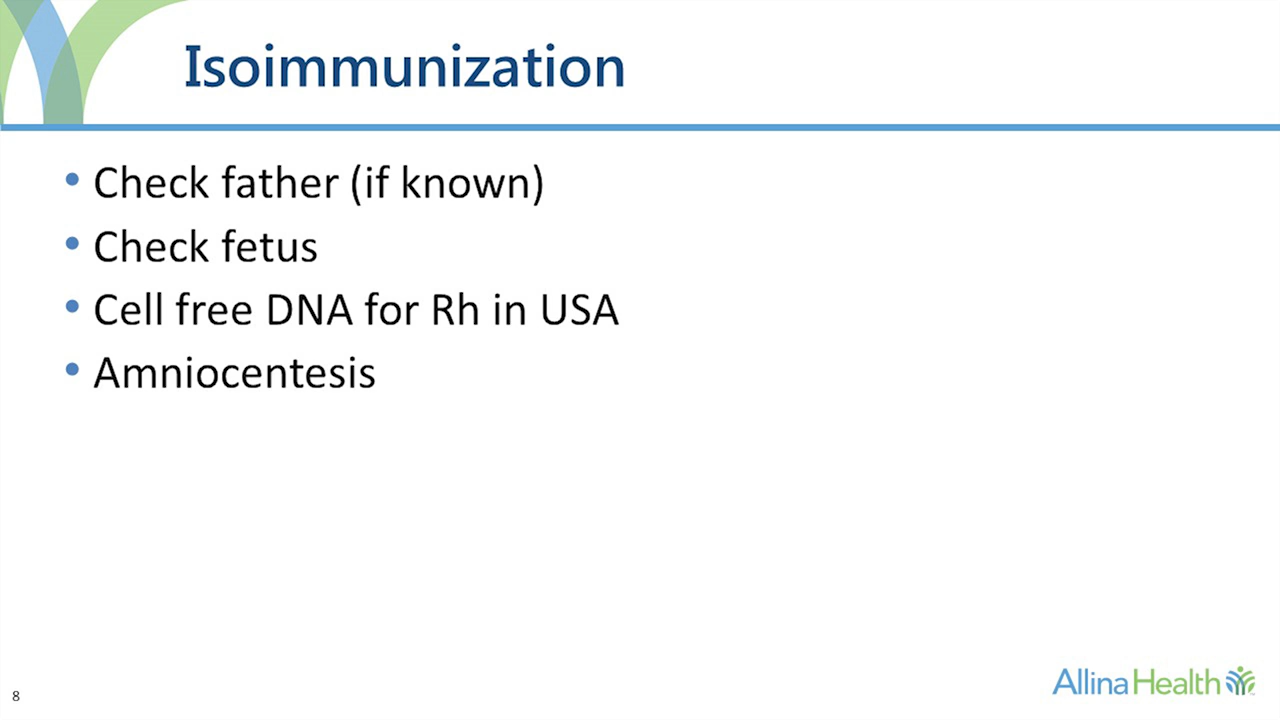 Isoimmunization
• Check father (if known)
• Check fetus
• Cell free DNA for Rh in USA
• Amniocentesis
8
Allina Health